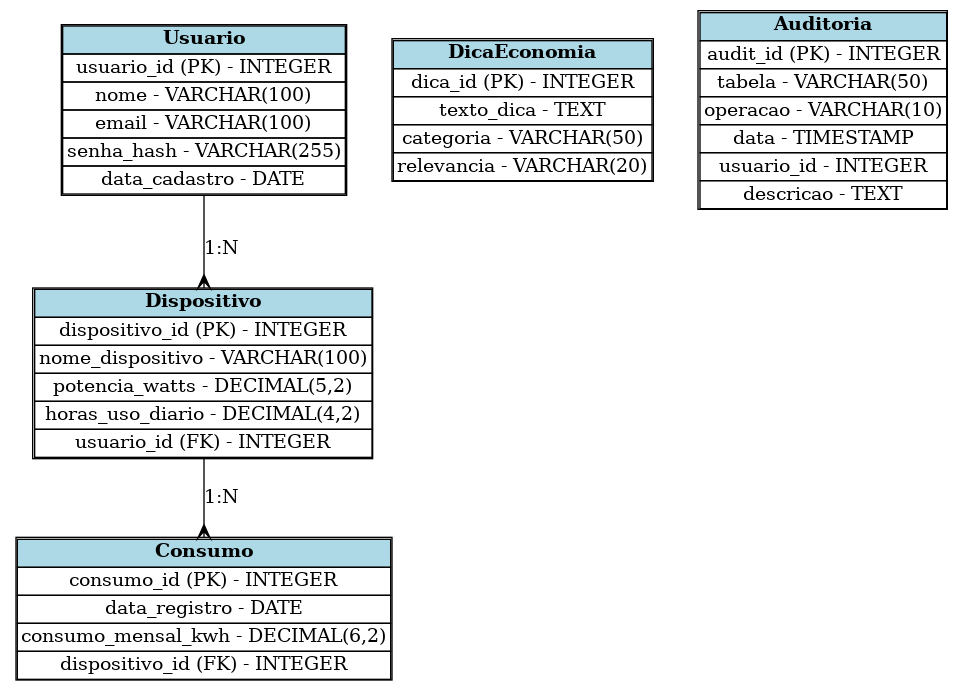 Usuario
usuario_id (PK) - INTEGER
nome - VARCHAR(100)
email - VARCHAR(100)
senha_hash - VARCHAR(255)
data_cadastro - DATE
DicaEconomia
dica_id (PK) - INTEGER
texto_dica - TEXT
categoria - VARCHAR(50)
relevancia - VARCHAR(20)
Auditoria
audit_id (PK) - INTEGER
tabela - VARCHAR(50)
operacao - VARCHAR(10)
data - TIMESTAMP
usuario_id - INTEGER
descricao - TEXT
1:N
Dispositivo
dispositivo_id (PK) - INTEGER
nome_dispositivo - VARCHAR(100)
potencia_watts - DECIMAL(5,2)
horas_uso_diario - DECIMAL(4,2)
usuario_id (FK) - INTEGER
1:N
Consumo
consumo_id (PK) - INTEGER
data_registro - DATE
consumo_mensal_kwh - DECIMAL(6,2)
dispositivo_id (FK) - INTEGER